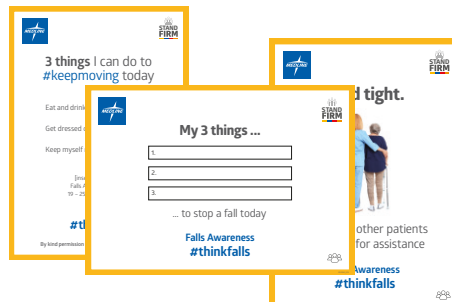 MEDLINE
STAND
FIRM
3 things I can do to
#keepmoving today
Eat and drink
Get dressed
Keep myself
Falls A
19 – 25
By kind permission
MEDLINE
STAND
FIRM
My 3 things ...
1.
2.
3.
... to stop a fall today
Falls Awareness
#thinkfalls
MEDLINE
STAND
FIRM
tight.
other patients
for assistance
Awareness
#thinkfalls